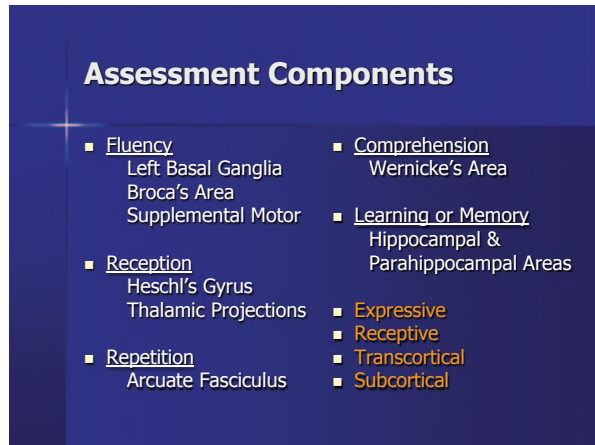 Assessment Components
Fluency
Left Basal Ganglia
Broca's Area
Supplemental Motor
Reception
Heschl's Gyrus
Thalamic Projections
Repetition
Arcuate Fasciculus
Comprehension
Wernicke's Area
Learning or Memory
Hippocampal &
Parahippocampal Areas
Expressive
Receptive
Transcortical
Subcortical